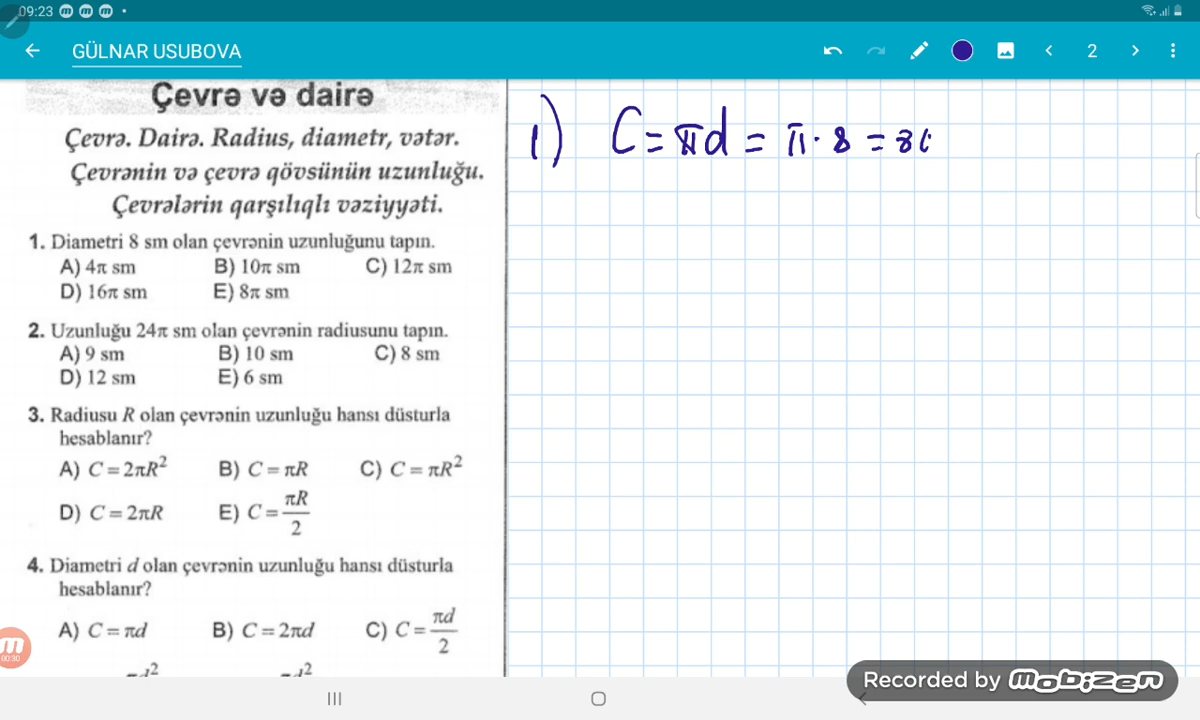 09:23
GÜLNAR USUBOVA
2
Çevrə və dairə
Çevrə. Dairə. Radius, diametr, vətər.
Çevrənin və çevrə qövsünün uzunluğu.
Çevrələrin qarşılıqlı vəziyyəti.
1. Diametri 8 sm olan çevrənin uzunluğunu tapın.
A) 4π sm B) 10π sm C) 12π sm
D) 16π sm E) 8π sm
2. Uzunluğu 24π sm olan çevrənin radiusunu tapın.
A) 9 sm B) 10 sm C) 8 sm
D) 12 sm E) 6 sm
3. Radiusu R olan çevrənin uzunluğu hansı düsturla
hesablanır?
A) C = 2πR² B) C = πR C) C = πR²
D) C = 2πR E) C = πR/2
4. Diametri d olan çevrənin uzunluğu hansı düsturla
hesablanır?
A) C = πd B) C = 2πd C) C = πd/2
1) C = πd = π · 8 = 8
00:30
Recorded by mobizen